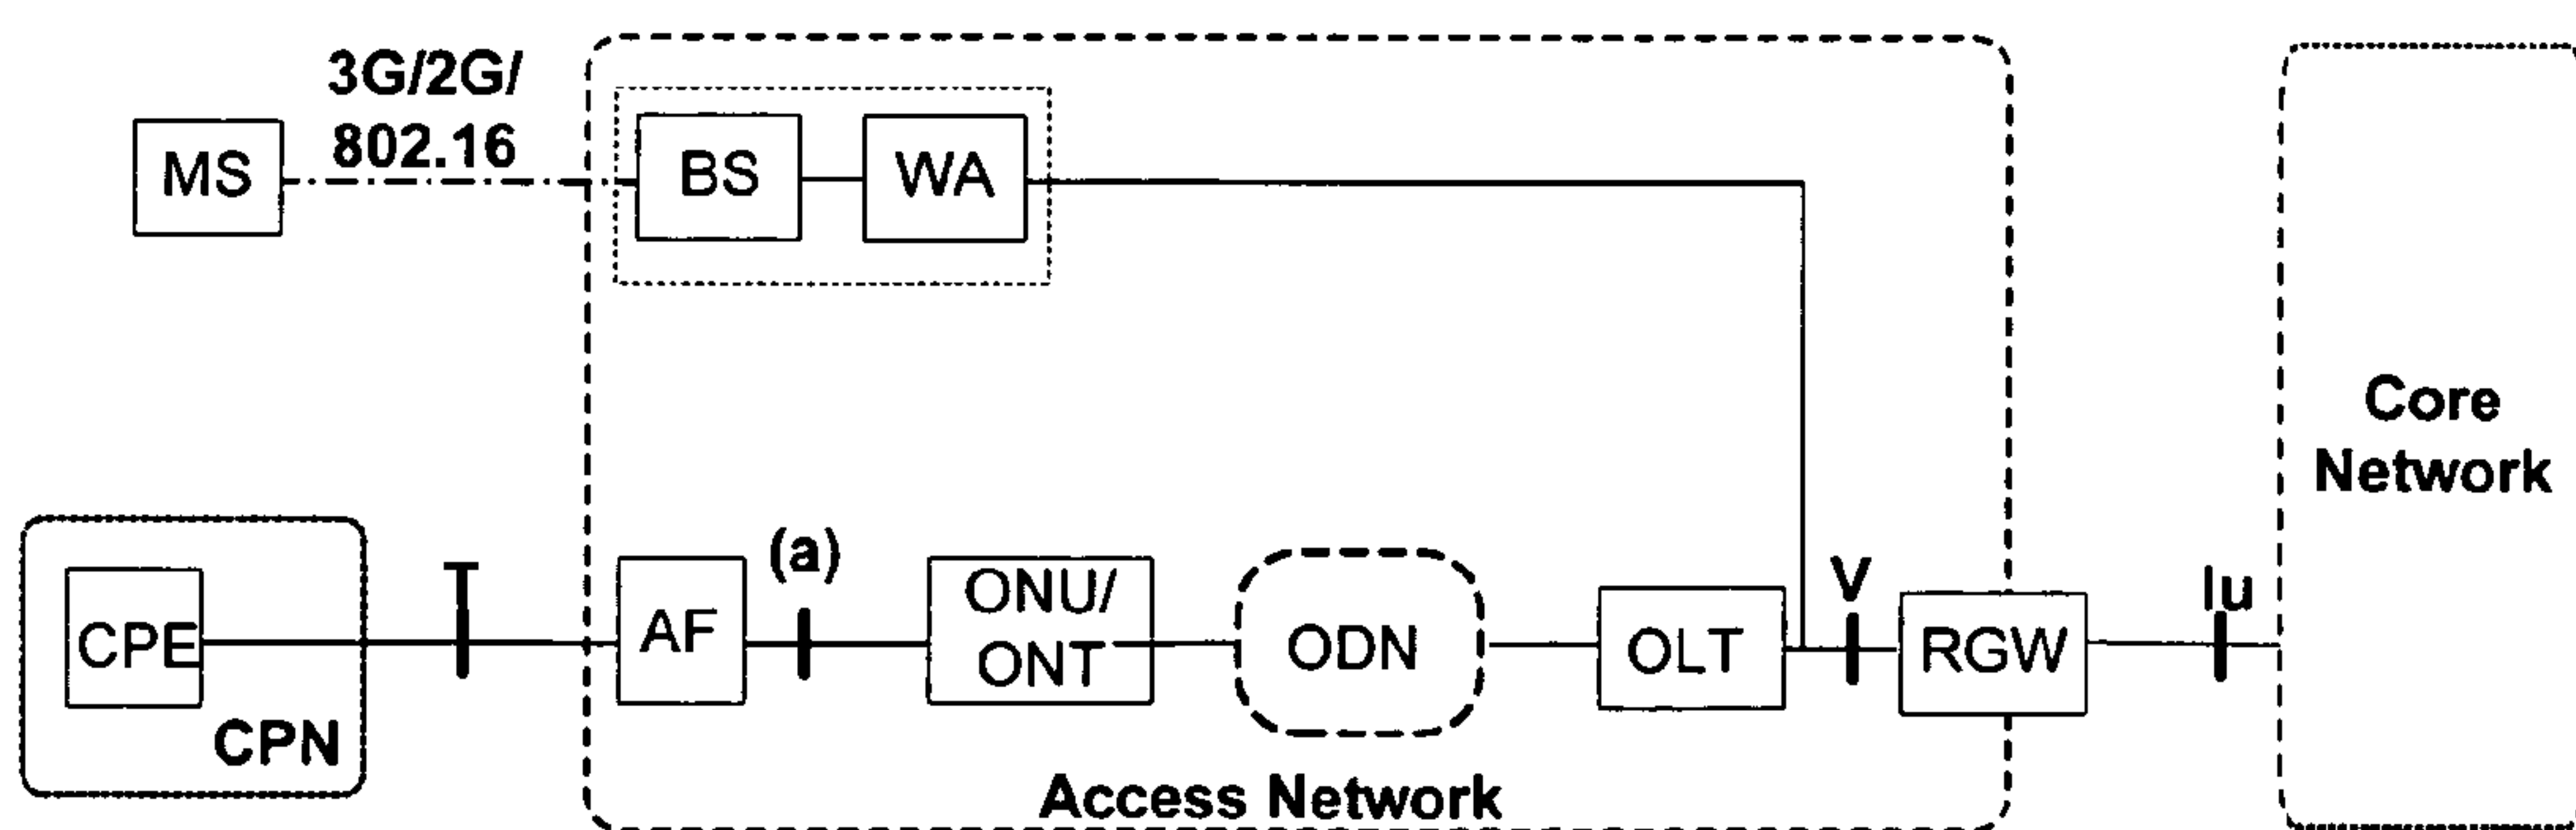 3G/2G/
802.16
MS
BS
WA
Core
Network
CPE
CPN
T
AF
(a)
ONU/
ONT
ODN
OLT
V
RGW
Iu
Access Network